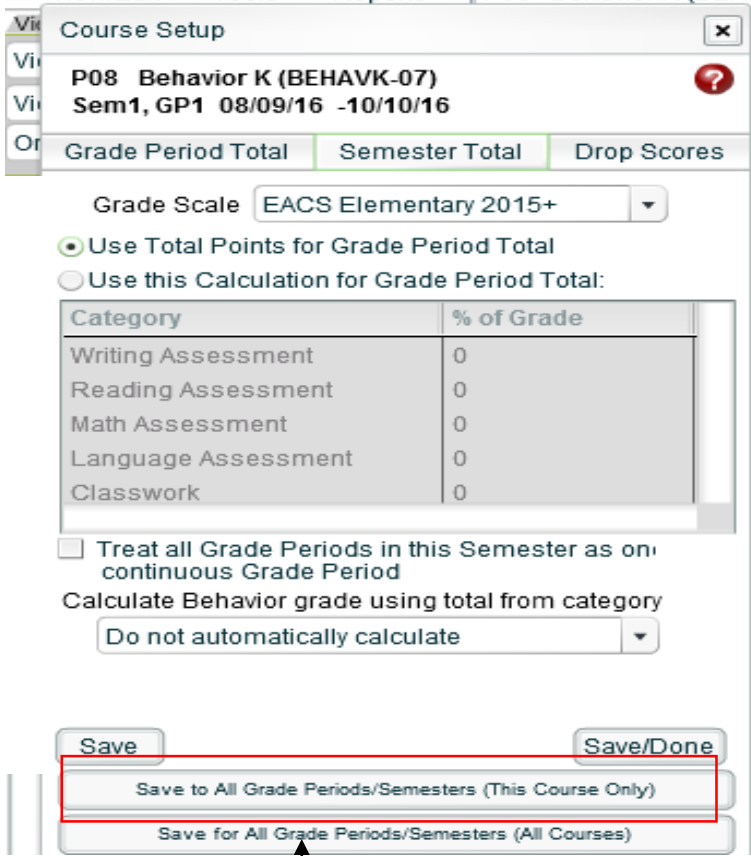 Course Setup
P08 Behavior K (BEHAVK-07)
Sem1, GP1 08/09/16 -10/10/16
Grade Period Total Semester Total Drop Scores
Grade Scale EACS Elementary 2015+
Use Total Points for Grade Period Total
Use this Calculation for Grade Period Total:
Category % of Grade
Writing Assessment 0
Reading Assessment 0
Math Assessment 0
Language Assessment 0
Classwork 0
Treat all Grade Periods in this Semester as on
continuous Grade Period
Calculate Behavior grade using total from category
Do not automatically calculate
Save Save/Done
Save to All Grade Periods/Semesters (This Course Only)
Save for All Grade Periods/Semesters (All Courses)